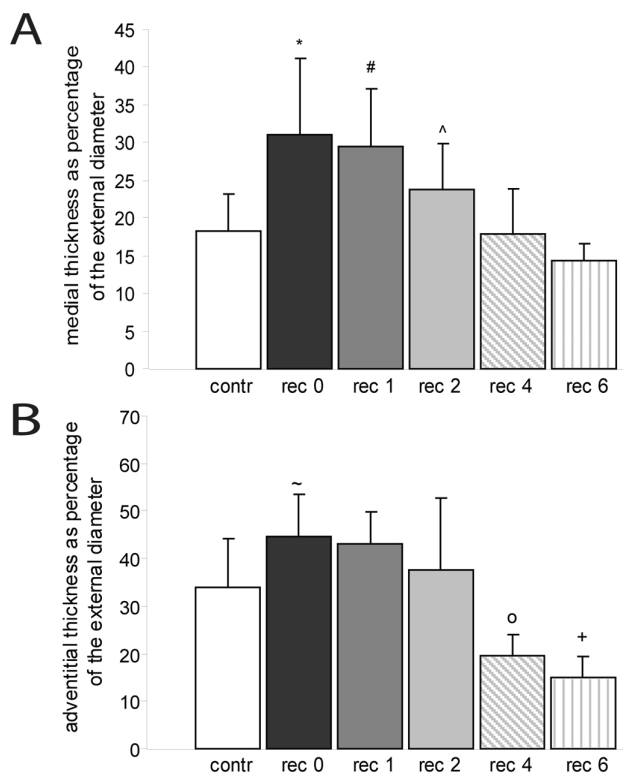 A
medial thickness as percentage
of the external diameter
45
40
35
30
25
20
15
10
5
0
*
#
^
contr rec 0 rec 1 rec 2 rec 4 rec 6
B
adventitial thickness as percentage
of the external diameter
70
60
50
40
30
20
10
0
~
o
+
contr rec 0 rec 1 rec 2 rec 4 rec 6